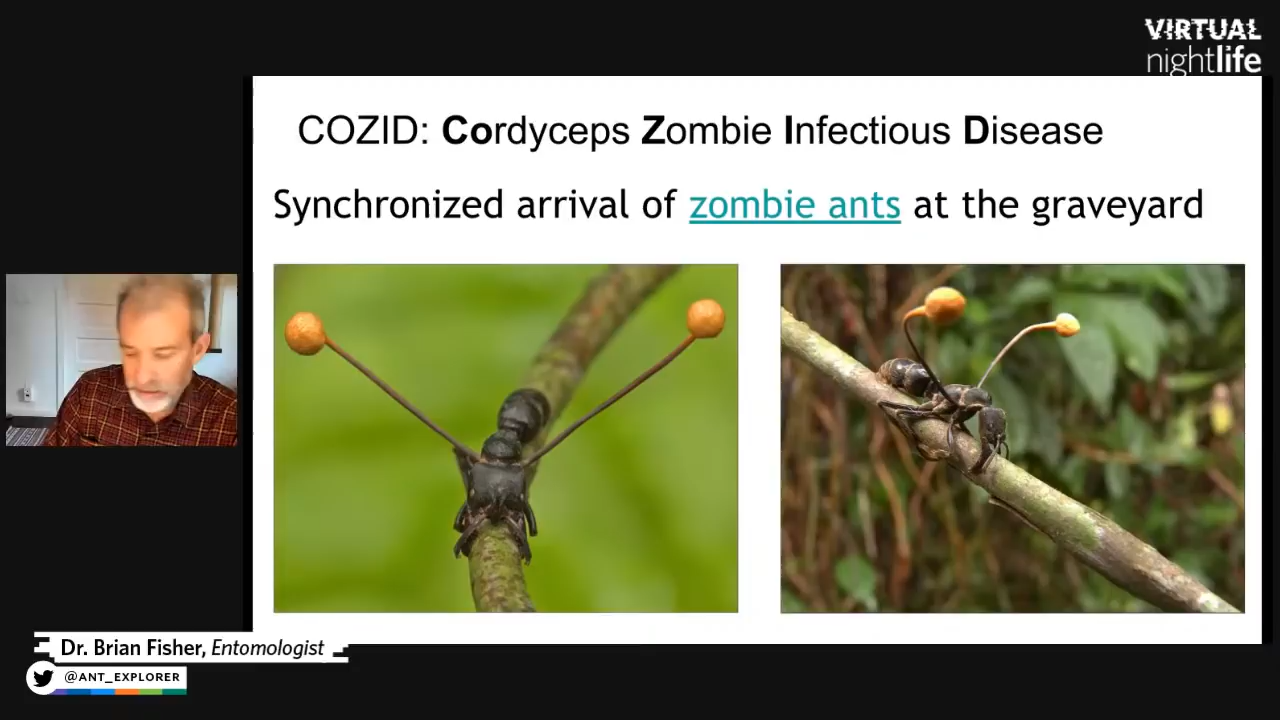 VIRTUAL
nightlife
COZID: Cordyceps Zombie Infectious Disease
Synchronized arrival of zombie ants at the graveyard
Dr. Brian Fisher, Entomologist
@ANT_EXPLORER